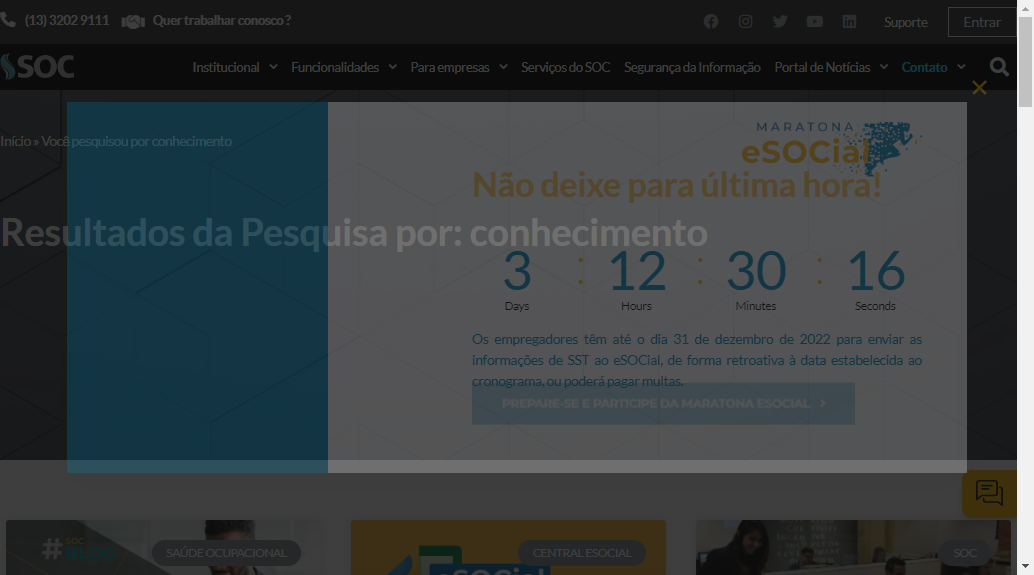 (13) 3202 9111 Quer trabalhar conosco ? Suporte Entrar
SOC Institucional Funcionalidades Para empresas Serviços do SOC Segurança da Informação Portal de Notícias Contato
Início » Você pesquisou por conhecimento
MARATONA
eSOCial
Não deixe para última hora!
Resultados da Pesquisa por: conhecimento
3 : 12 : 30 : 16
Days Hours Minutes Seconds
Os empregadores têm até o dia 31 de dezembro de 2022 para enviar as
informações de SST ao eSOCial, de forma retroativa à data estabelecida ao
cronograma, ou poderá pagar multas.
PREPARE-SE E PARTICIPE DA MARATONA ESOCIAL
# SOC
BLOG
SAÚDE OCUPACIONAL
CENTRAL ESOCIAL
SOC
eSOCial